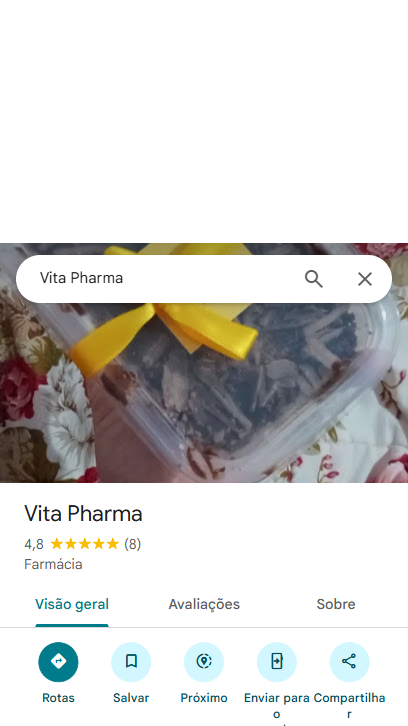 Vita Pharma
Vita Pharma
4,8 (8)
Farmácia
Visão geral Avaliações Sobre
Rotas Salvar Próximo Enviar para o Compartilhar